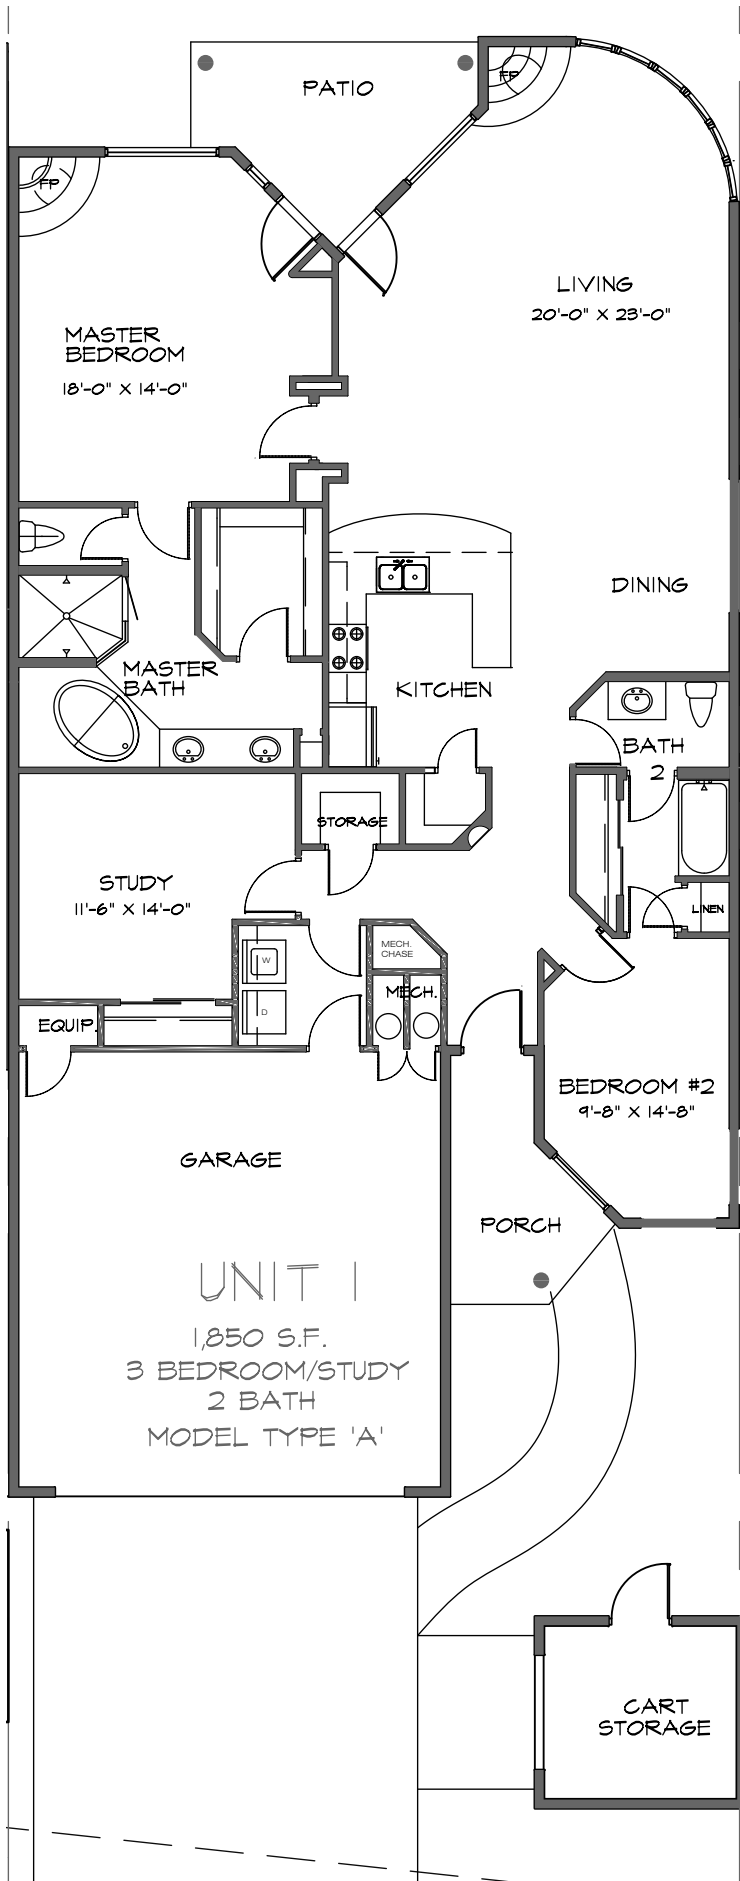 PATIO
FP
FP
LIVING
20'-0" X 23'-0"
MASTER
BEDROOM
18'-0" X 14'-0"
DINING
MASTER
BATH
KITCHEN
BATH
2
STORAGE
STUDY
11'-6" X 14'-0"
LINEN
MECH.
CHASE
W
MECH.
D
EQUIP.
BEDROOM #2
9'-8" X 14'-8"
GARAGE
PORCH
UNIT 1
1,850 S.F.
3 BEDROOM/STUDY
2 BATH
MODEL TYPE 'A'
CART
STORAGE